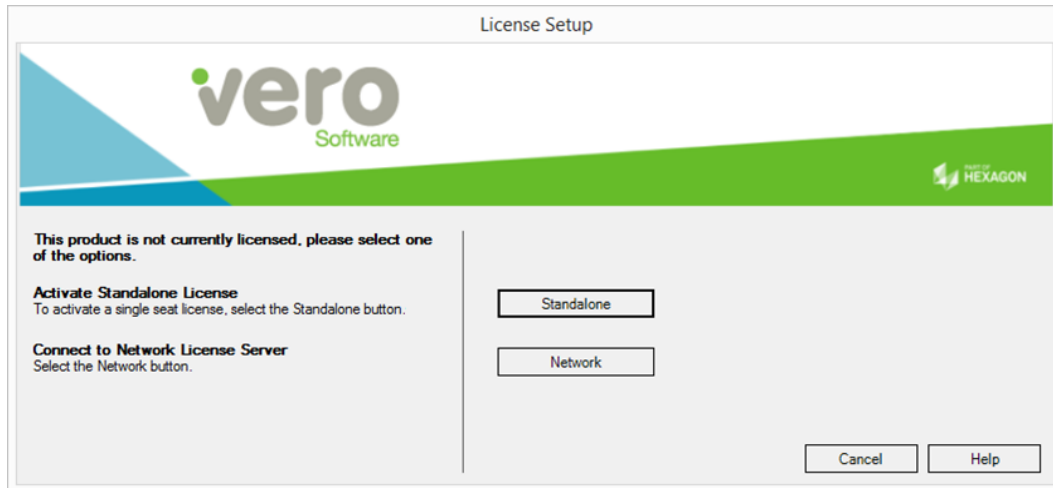 License Setup
vero
Software
PART OF
HEXAGON
This product is not currently licensed, please select one
of the options.
Activate Standalone License
To activate a single seat license, select the Standalone button.
Standalone
Connect to Network License Server
Select the Network button.
Network
Cancel
Help